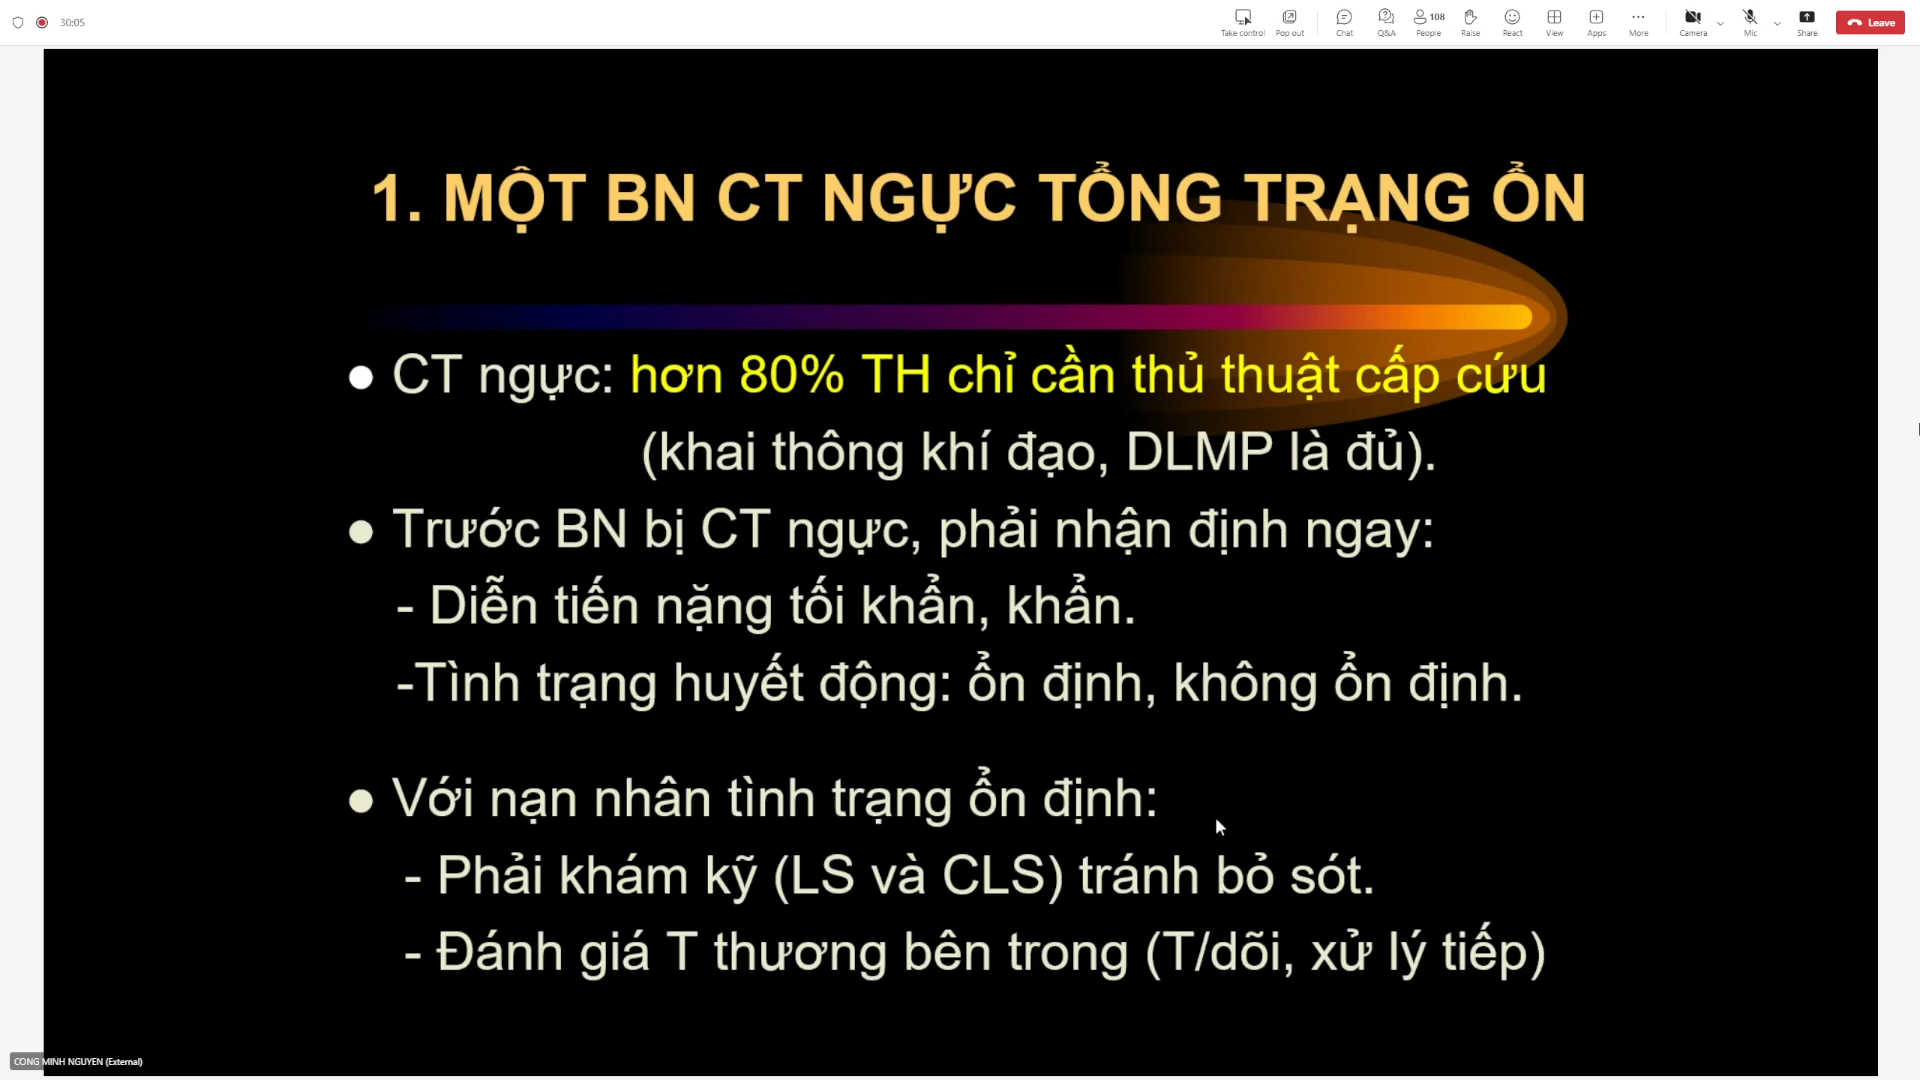 30:05
Take control
Pop out
Chat
Q&A
108
People
Raise
React
View
Apps
More
Camera
Mic
Share
Leave
1. MỘT BN CT NGỰC TỔNG TRẠNG ỔN
● CT ngực: hơn 80% TH chỉ cần thủ thuật cấp cứu
(khai thông khí đạo, DLMP là đủ).
● Trước BN bị CT ngực, phải nhận định ngay:
- Diễn tiến nặng tối khẩn, khẩn.
-Tình trạng huyết động: ổn định, không ổn định.
● Với nạn nhân tình trạng ổn định:
- Phải khám kỹ (LS và CLS) tránh bỏ sót.
- Đánh giá T thương bên trong (T/dõi, xử lý tiếp)
CONG MINH NGUYEN (External)